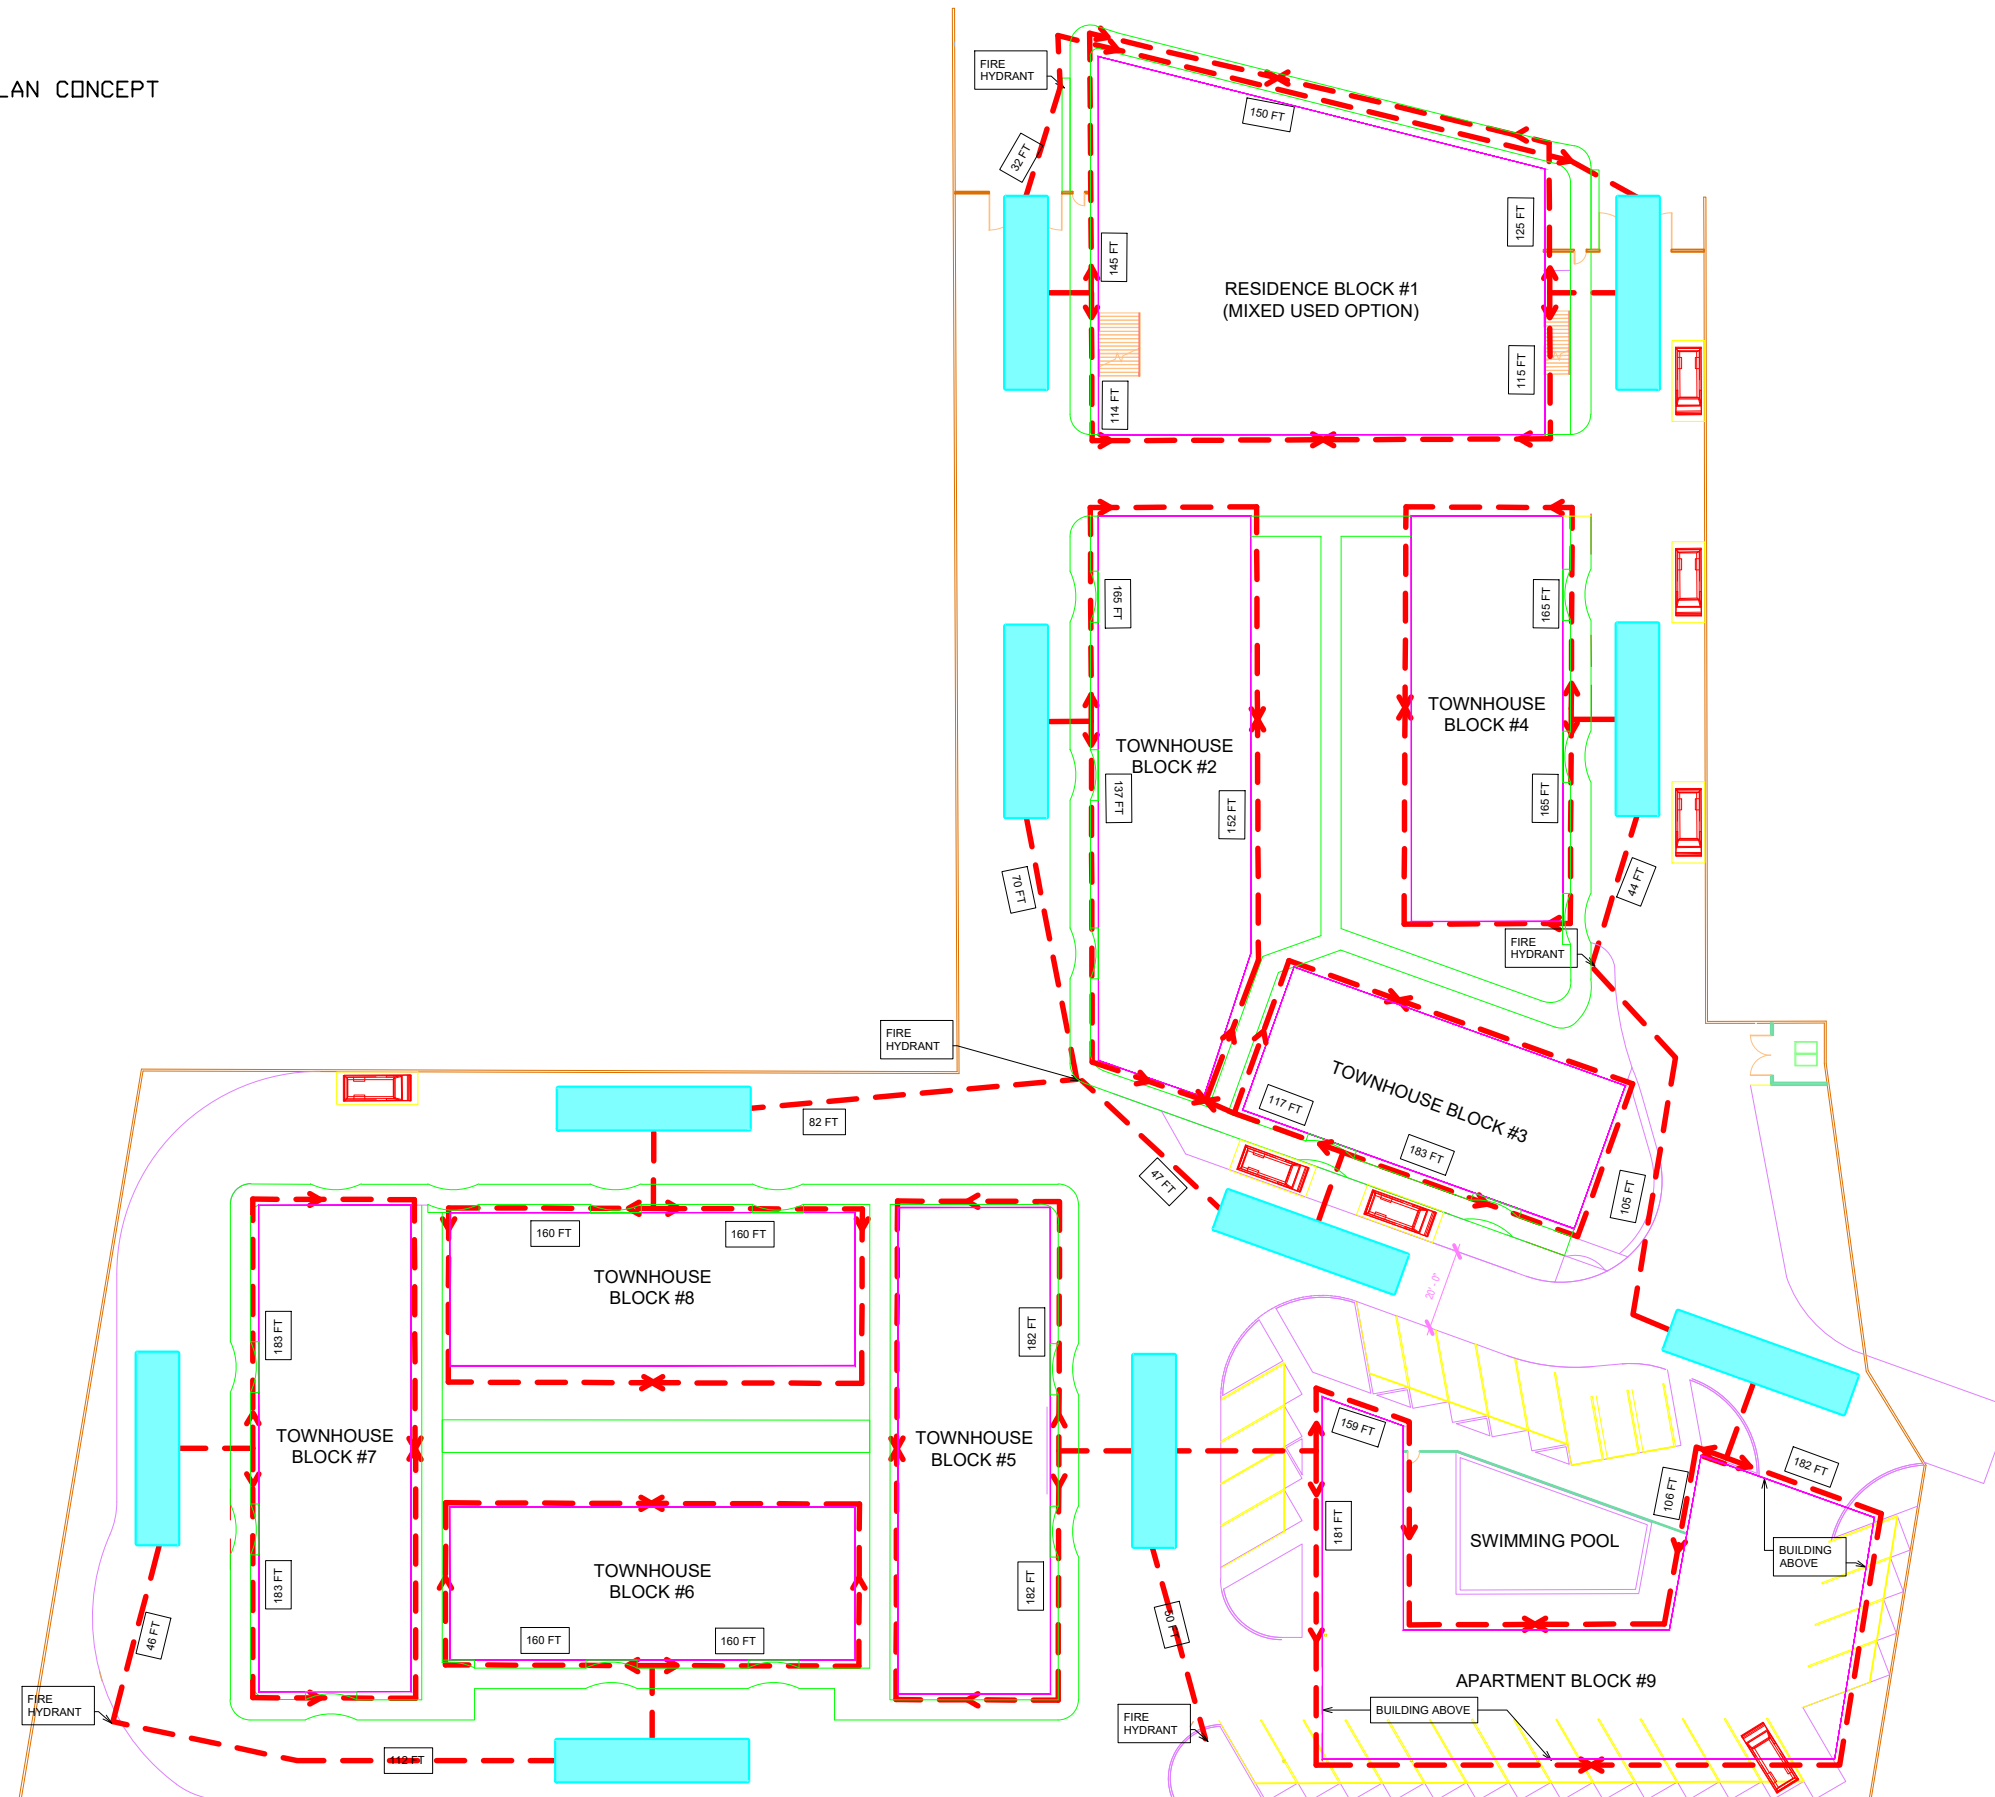 LAN CONCEPT
FIRE
HYDRANT
150 FT
32 FT
125 FT
145 FT
RESIDENCE BLOCK #1
(MIXED USED OPTION)
115 FT
114 FT
165 FT
165 FT
TOWNHOUSE
BLOCK #4
TOWNHOUSE
BLOCK #2
137 FT
152 FT
165 FT
70 FT
44 FT
FIRE
HYDRANT
FIRE
HYDRANT
TOWNHOUSE BLOCK #3
117 FT
82 FT
183 FT
47 FT
105 FT
160 FT
160 FT
20' - 0"
TOWNHOUSE
BLOCK #8
183 FT
182 FT
159 FT
TOWNHOUSE
BLOCK #7
TOWNHOUSE
BLOCK #5
182 FT
106 FT
181 FT
SWIMMING POOL
BUILDING
ABOVE
TOWNHOUSE
BLOCK #6
183 FT
182 FT
46 FT
160 FT
160 FT
50 FT
APARTMENT BLOCK #9
FIRE
HYDRANT
BUILDING ABOVE
FIRE
HYDRANT
112 FT